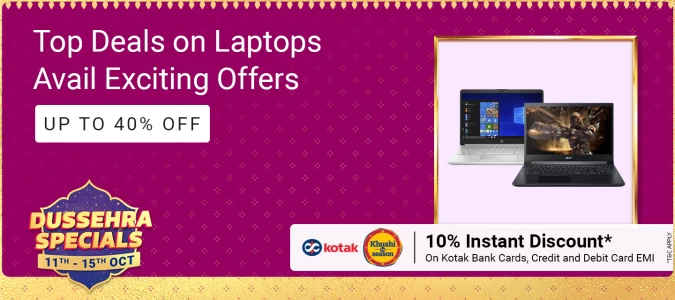 Top Deals on Laptops
Avail Exciting Offers
UP TO 40% OFF
DUSSEHRA
SPECIALS
11TH - 15TH OCT
kotak
Khushi
ka
season
10% Instant Discount*
On Kotak Bank Cards, Credit and Debit Card EMI
*T&C APPLY